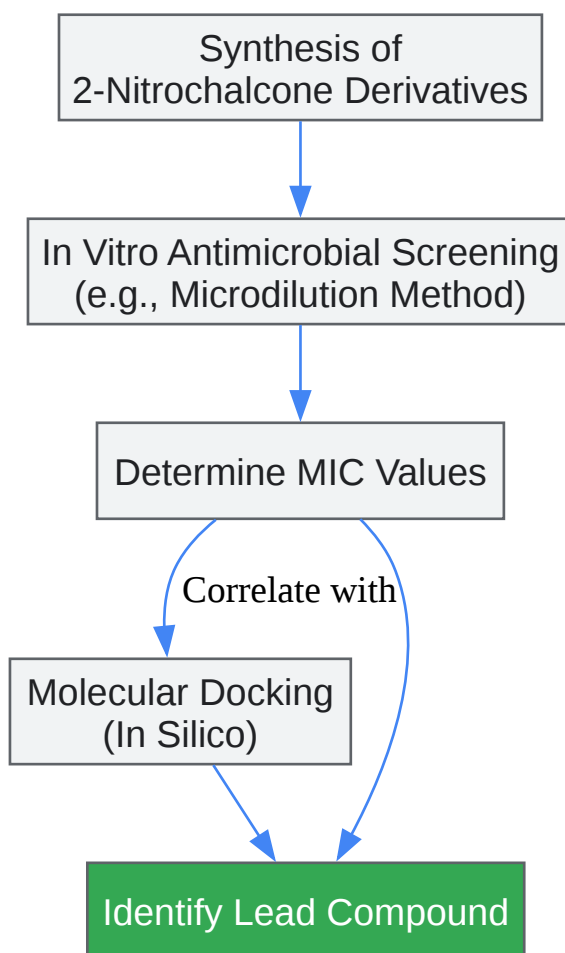 Synthesis of
2-Nitrochalcone Derivatives
In Vitro Antimicrobial Screening
(e.g., Microdilution Method)
Determine MIC Values
Correlate with
Molecular Docking
(In Silico)
Identify Lead Compound